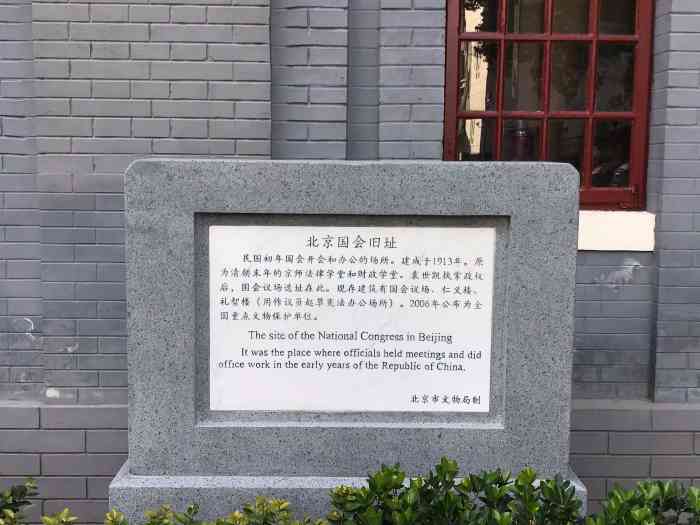 北京国会旧址
民国初年国会开会和办公的场所。建成于1913年。原
为清朝末年的京师法律学堂和财政学堂。袁世凯执掌政权
后,国会议场选址在此。现存建筑有国会议场、仁义楼、
礼智楼(用作议员起草宪法办公场所)。2006年公布为全
国重点文物保护单位。
The site of the National Congress in Beijing
It was the place where officials held meetings and did
office work in the early years of the Republic of China.
北京市文物局制